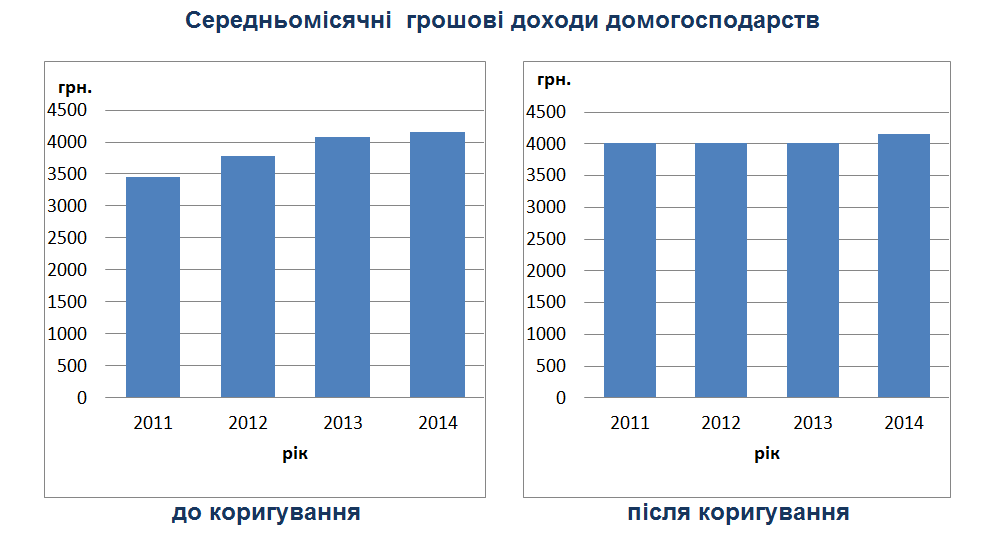 Середньомісячні  грошові доходи домогосподарств
грн.
4500
4000
3500
3000
2500
2000
1500
1000
500
0
2011 2012 2013 2014
рік
до коригування
грн.
4500
4000
3500
4000
2500
2000
1500
1000
500
0
2011 2012 2013 2014
рік
після коригування